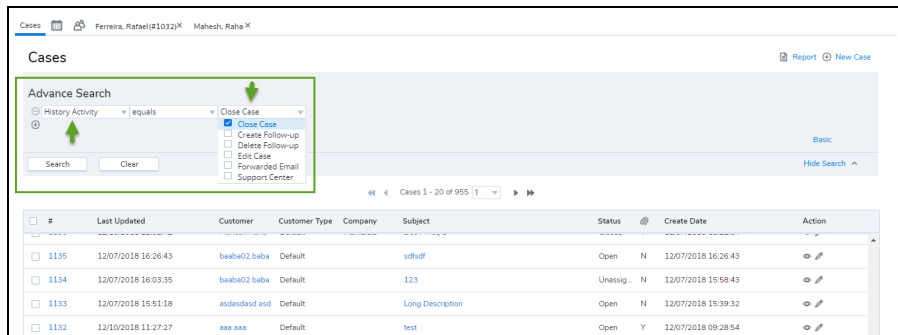 Cases Ferreira, Rafael(#1032)X Mahesh, Raha X
Cases
Report New Case
Advance Search
History Activity equals Close Case
Close Case
Create Follow-up
Delete Follow-up
Edit Case
Forwarded Email
Support Center
Basic
Search Clear
Hide Search
Cases 1 - 20 of 955 1
# Last Updated Customer Customer Type Company Subject Status Create Date Action
1135 12/07/2018 16:26:43 baaba02 baba Default sdfsdf Open N 12/07/2018 16:26:43
1134 12/07/2018 16:03:35 baaba02 baba Default 123 Unassig... N 12/07/2018 15:58:43
1133 12/07/2018 15:51:18 asdasdasd asd Default Long Description Open N 12/07/2018 15:39:32
1132 12/10/2018 11:27:27 aaa aaa Default test Open Y 12/07/2018 09:28:54